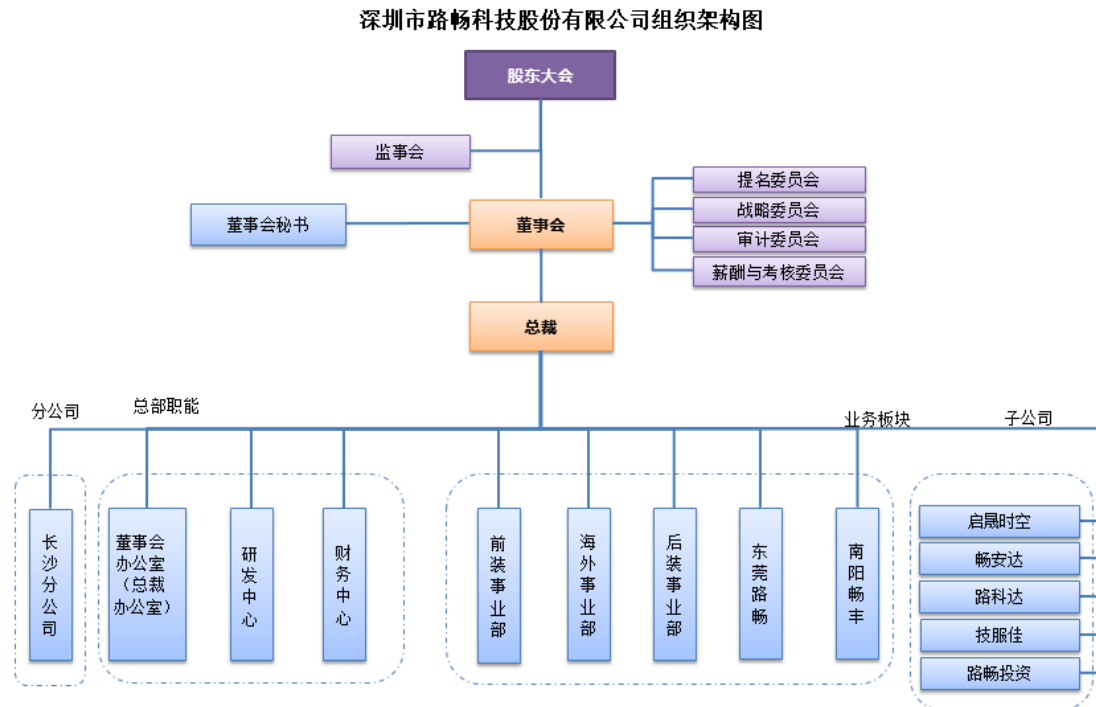 深圳市路畅科技股份有限公司组织架构图
股东大会
监事会
提名委员会
战略委员会
审计委员会
薪酬与考核委员会
董事会秘书
董事会
总裁
分公司
总部职能
业务板块
子公司
长沙分公司
董事会
办公室
（总裁
办公室）
研发中心
财务中心
前装事业部
海外事业部
后装事业部
东莞路畅
南阳畅丰
启晟时空
畅安达
路科达
技服佳
路畅投资